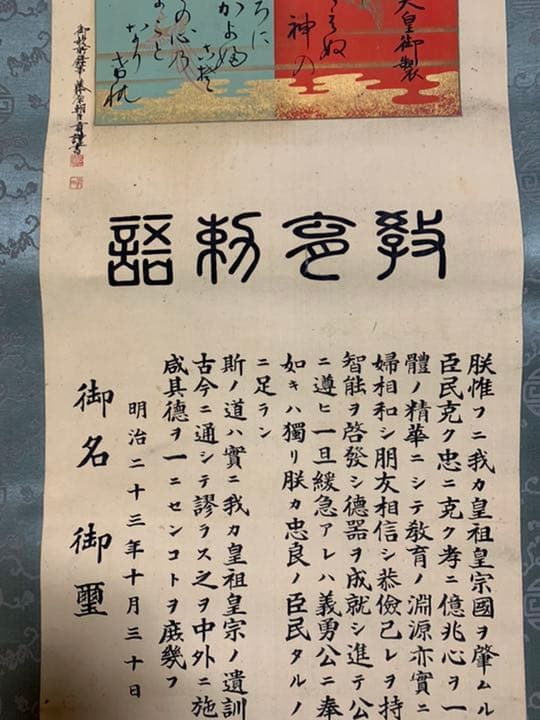 天皇御製
神の
ろに
敎育勅語
朕惟フニ我カ皇祖皇宗國ヲ肇ムル
臣民克ク忠ニ克ク孝ニ億兆心ヲ一
體ノ精華ニシテ敎育ノ淵源亦實ニ
婦相和シ朋友相信シ恭儉己レヲ持
智能ヲ啓發シ德器ヲ成就シ進テ公
ニ遵ヒ一旦緩急アレハ義勇公ニ奉
如キハ獨リ朕カ忠良ノ臣民タルノ
ニ足ラン
斯ノ道ハ實ニ我カ皇祖皇宗ノ遺訓
古今ニ通シテ謬ラス之ヲ中外ニ施
咸其德ヲ一ニセンコトヲ庶幾フ
明治二十三年十月三十日
御名 御璽